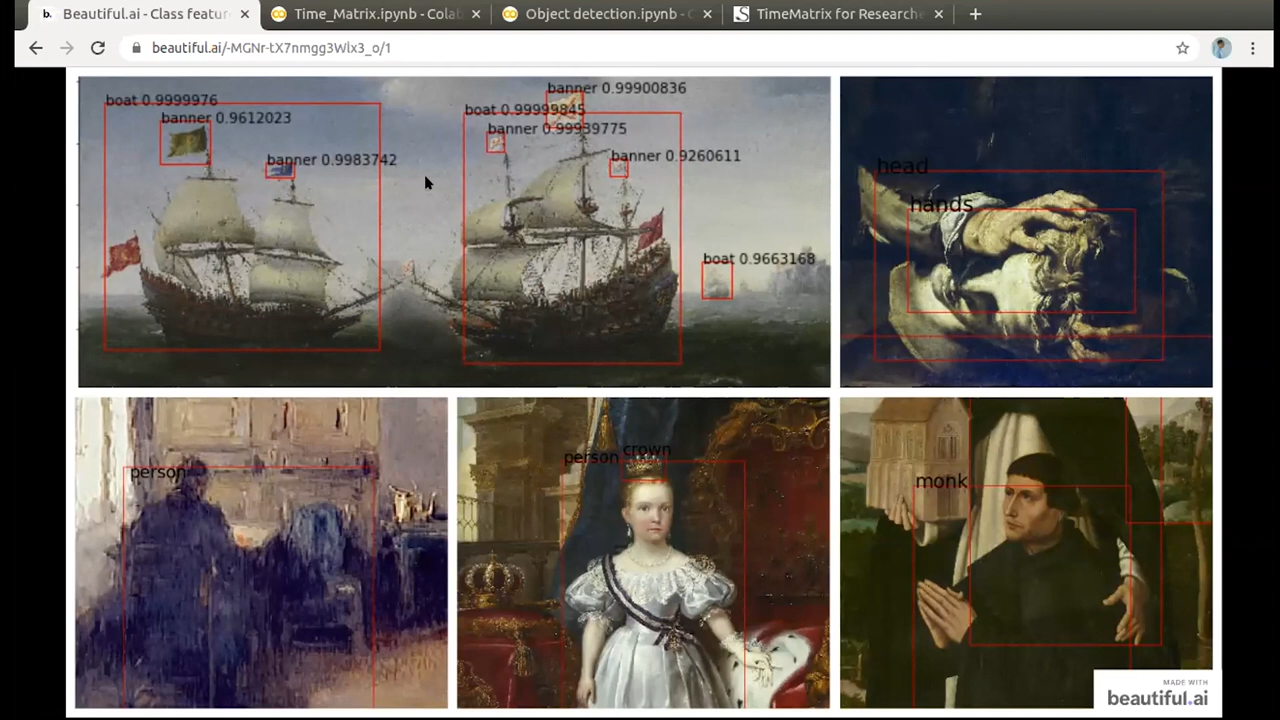 Beautiful.ai - Class featur
Time_Matrix.ipynb - Colab
Object detection.ipynb - C
TimeMatrix for Researche
beautiful.ai/-MGNr-tX7nmgg3Wlx3_o/1
boat 0.9999976
banner 0.9612023
banner 0.9983742
banner 0.99900836
boat 0.99999845
banner 0.99939775
banner 0.9260611
boat 0.9663168
head
hands
person
person
crown
monk
MADE WITH
beautiful.ai